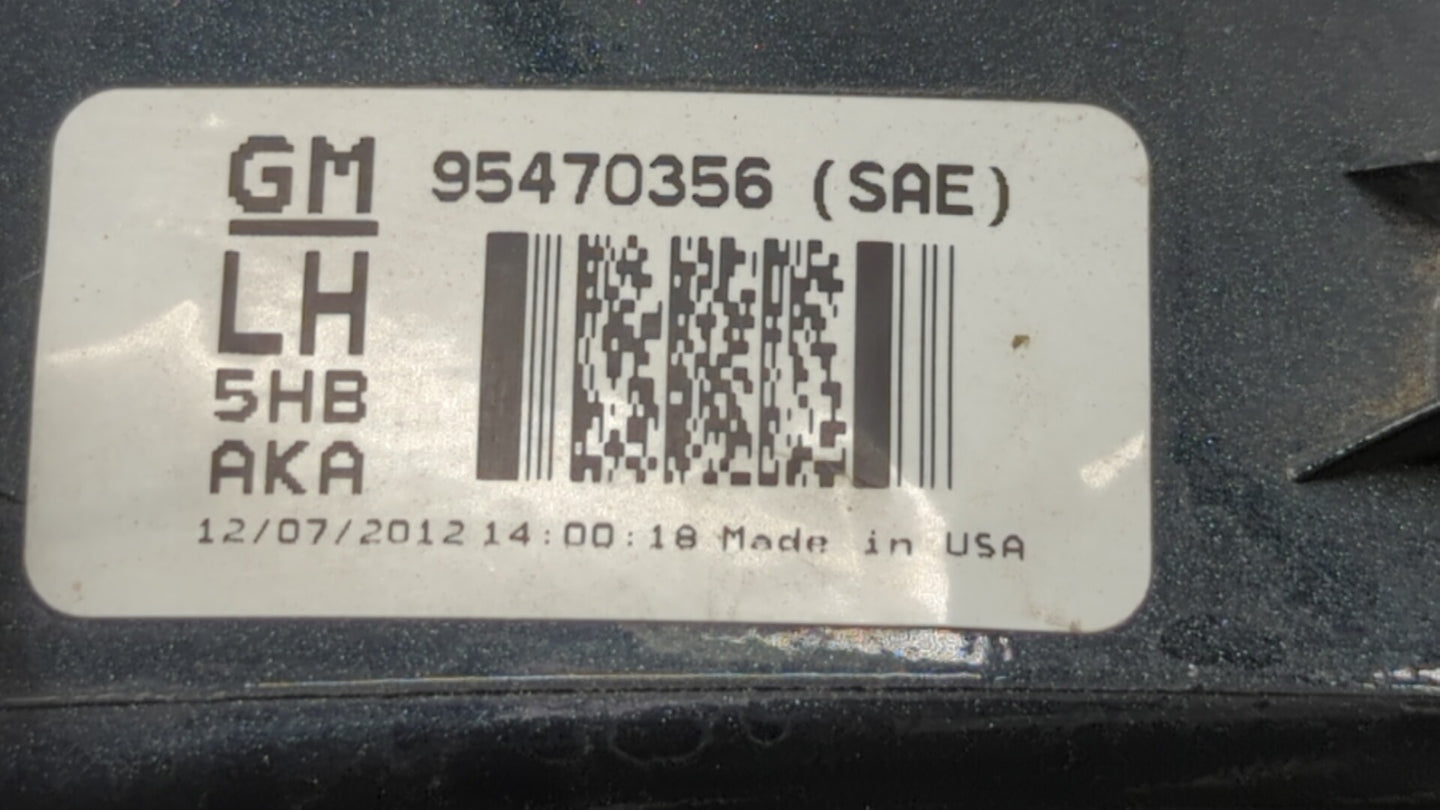 GM 95470356 (SAE)
LH
5HB
AKA
12/07/2012 14:00:18 Made in USA